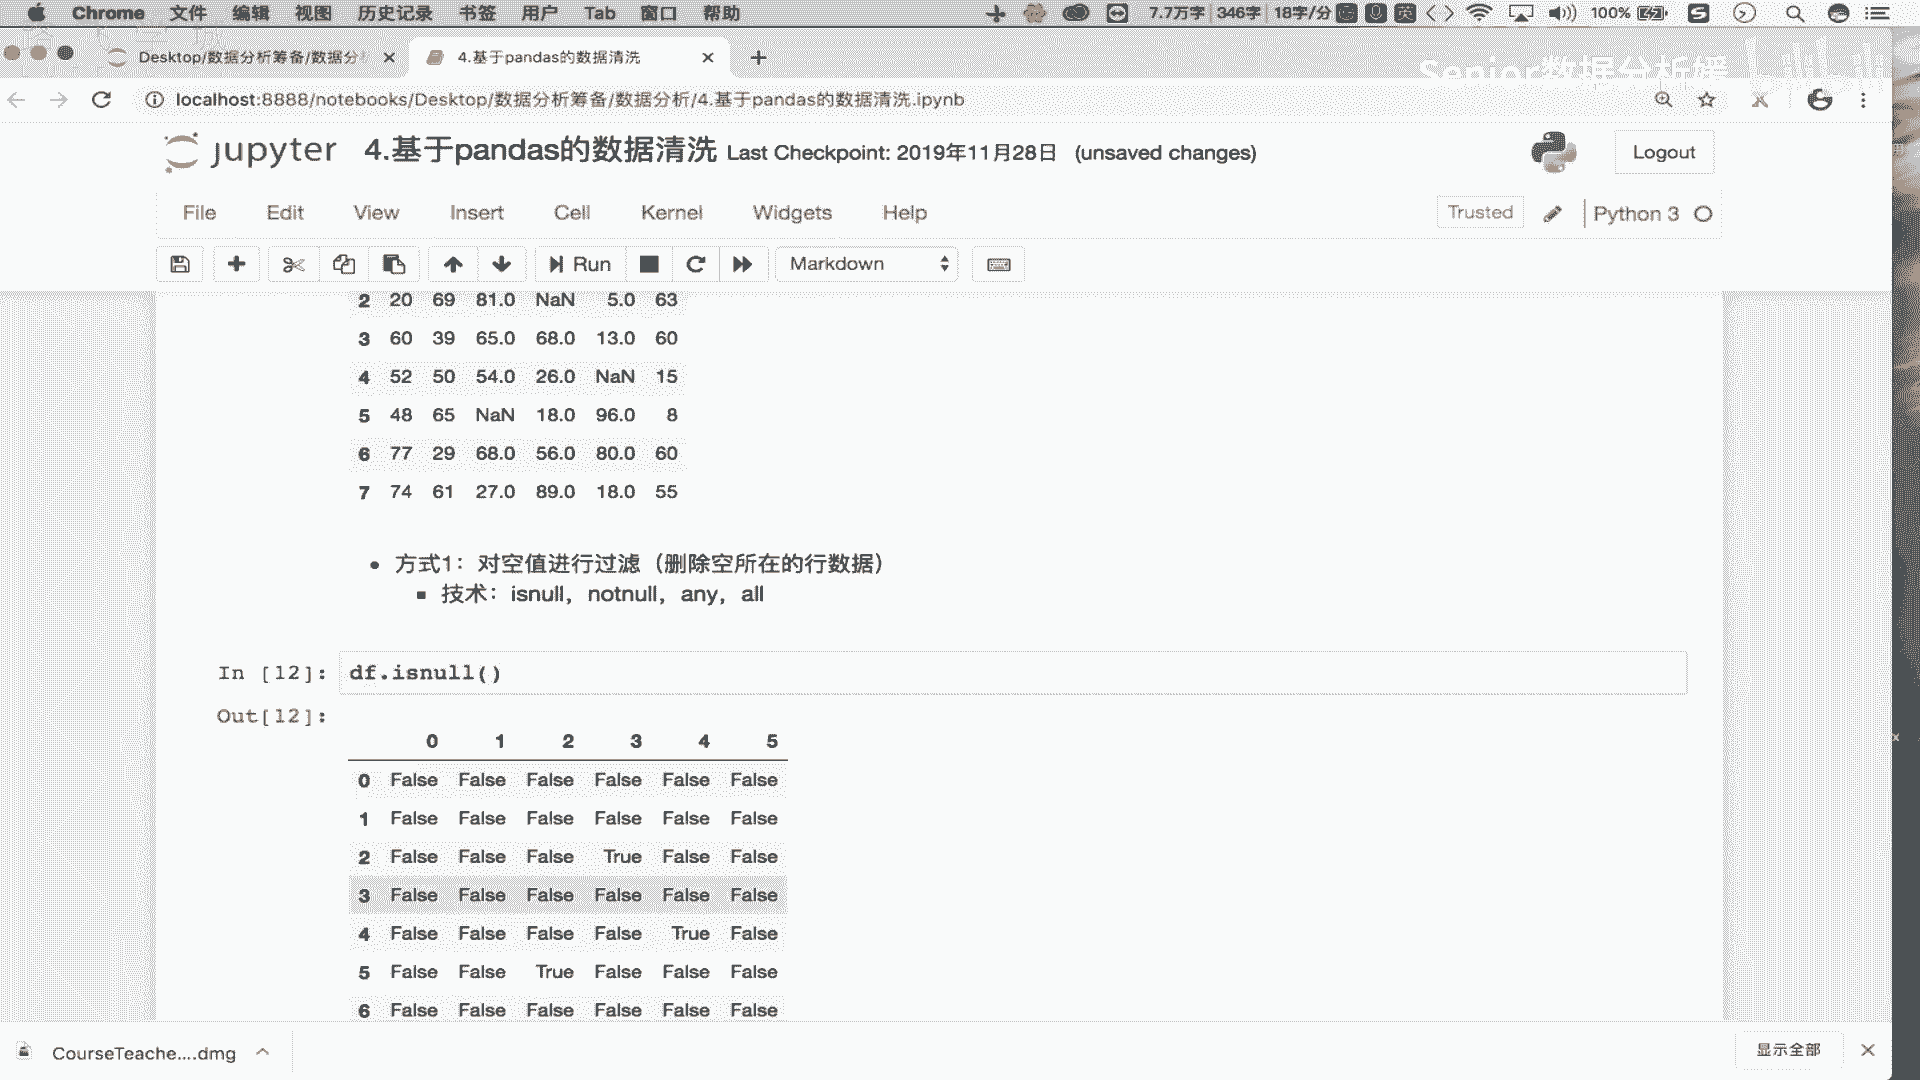 Chrome 文件 编辑 视图 历史记录 书签 用户 Tab 窗口 帮助 7.7万字 346字 18字/分 英 100%
Desktop/数据分析筹备/数据分析 4.基于pandas的数据清洗
Senior数据分析媛 bilibili
localhost:8888/notebooks/Desktop/数据分析筹备/数据分析/4.基于pandas的数据清洗.ipynb
jupyter 4.基于pandas的数据清洗 Last Checkpoint: 2019年11月28日 (unsaved changes) Logout
File Edit View Insert Cell Kernel Widgets Help Trusted Python 3
Run Markdown
2 20 69 81.0 NaN 5.0 63
3 60 39 65.0 68.0 13.0 60
4 52 50 54.0 26.0 NaN 15
5 48 65 NaN 18.0 96.0 8
6 77 29 68.0 56.0 80.0 60
7 74 61 27.0 89.0 18.0 55
方式1：对空值进行过滤（删除空所在的行数据）
技术：isnull，notnull，any，all
In [12]: df.isnull()
Out[12]:
0 1 2 3 4 5
0 False False False False False False
1 False False False False False False
2 False False False True False False
3 False False False False False False
4 False False False False True False
5 False False True False False False
6 False False False False False False
CourseTeache....dmg 显示全部